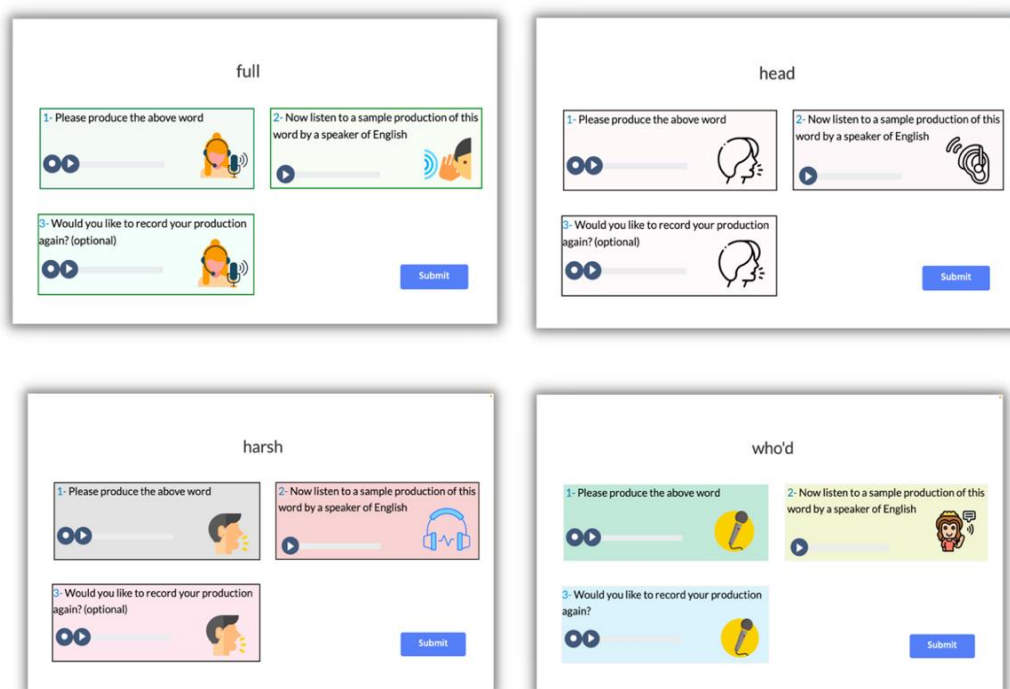 full
1- Please produce the above word
2- Now listen to a sample production of this
word by a speaker of English
3- Would you like to record your production
again? (optional)
Submit
head
1- Please produce the above word
2- Now listen to a sample production of this
word by a speaker of English
3- Would you like to record your production
again? (optional)
Submit
harsh
1- Please produce the above word
2- Now listen to a sample production of this
word by a speaker of English
3- Would you like to record your production
again? (optional)
Submit
who'd
1- Please produce the above word
2- Now listen to a sample production of this
word by a speaker of English
3- Would you like to record your production
again?
Submit